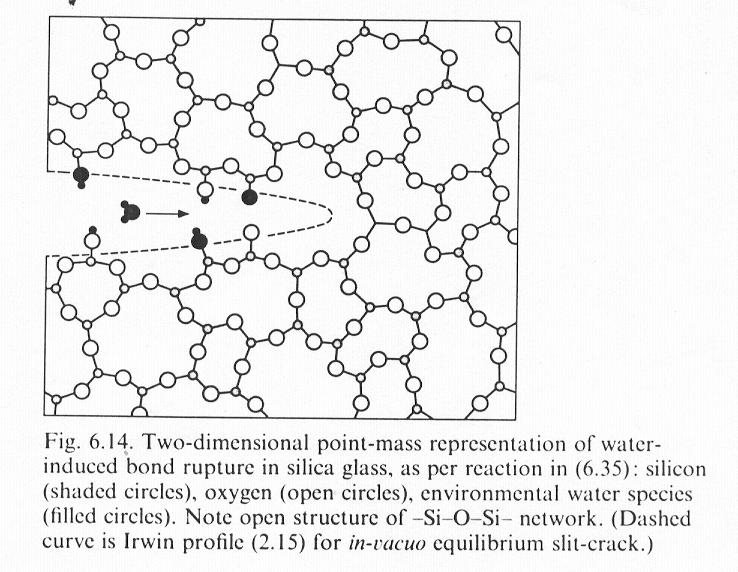 Fig. 6.14. Two-dimensional point-mass representation of water-
induced bond rupture in silica glass, as per reaction in (6.35): silicon
(shaded circles), oxygen (open circles), environmental water species
(filled circles). Note open structure of –Si–O–Si– network. (Dashed
curve is Irwin profile (2.15) for in-vacuo equilibrium slit-crack.)